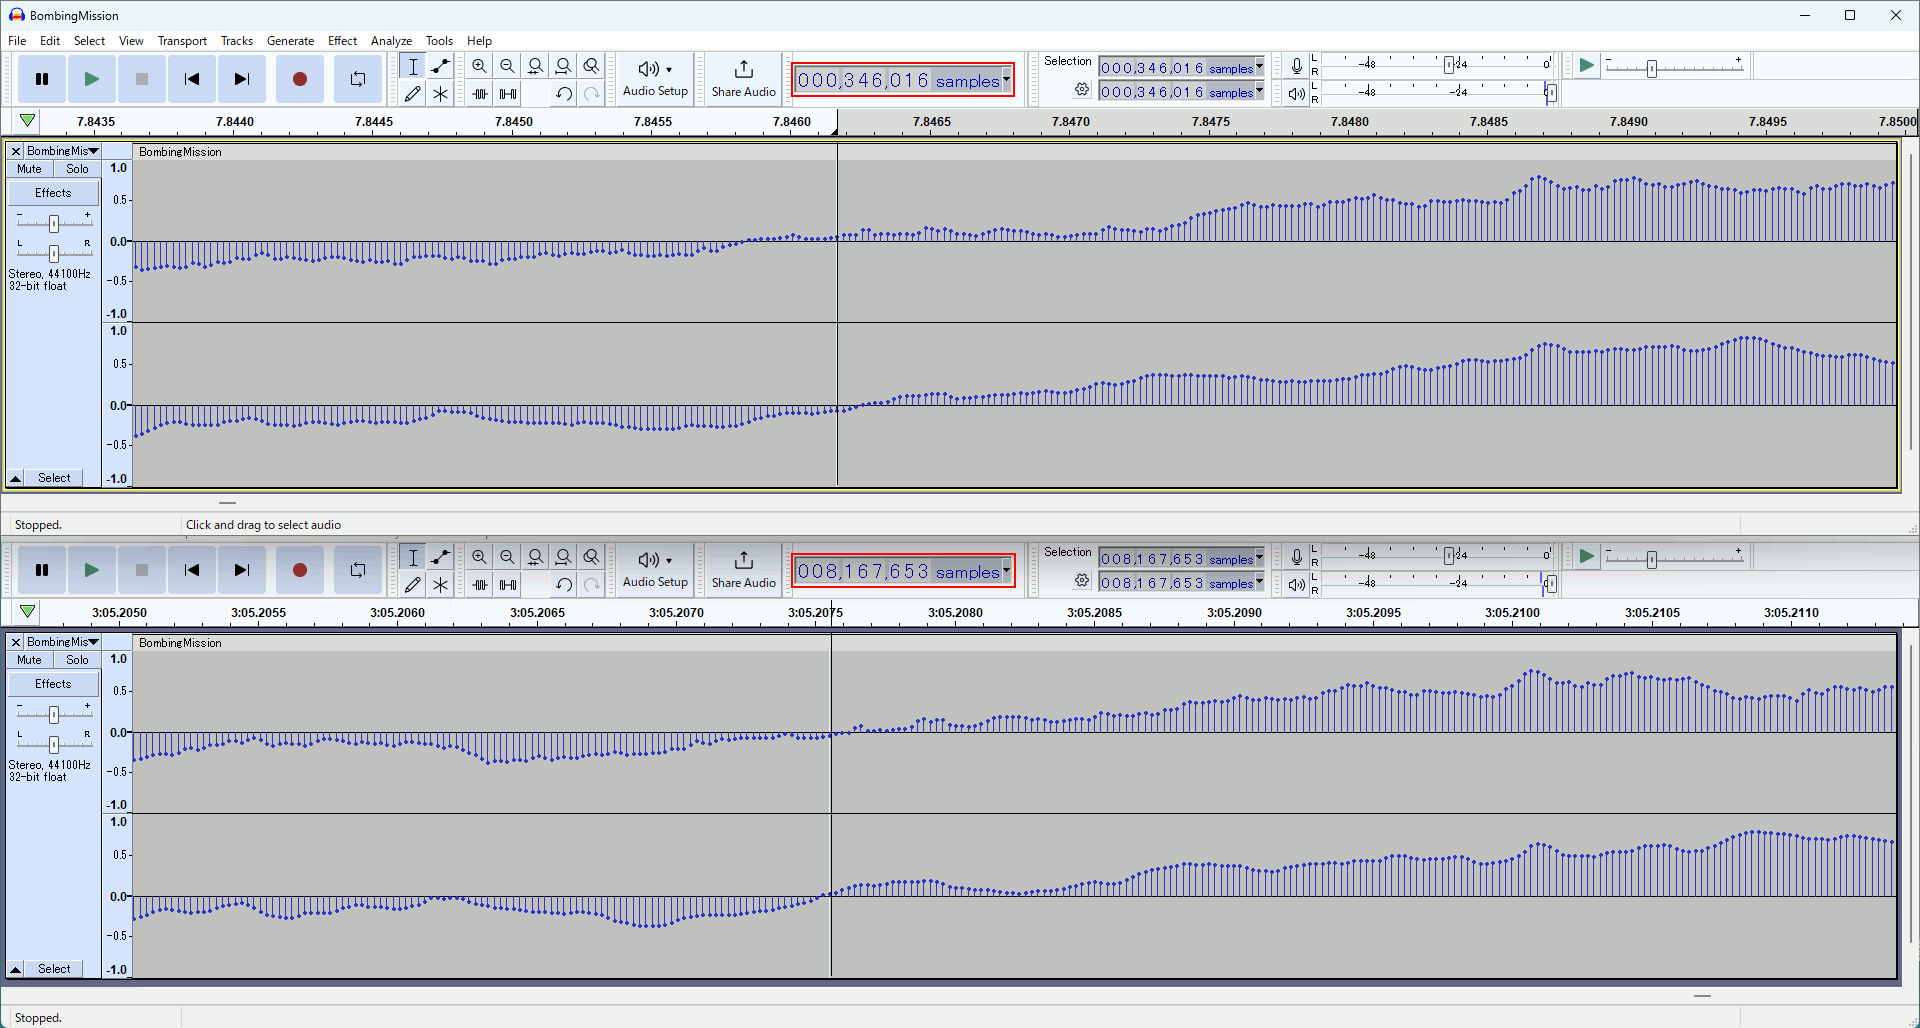 BombingMission
File Edit Select View Transport Tracks Generate Effect Analyze Tools Help
Audio Setup
Share Audio
000,346,016 samples
Selection
000,346,016 samples
000,346,016 samples
L
R
-48 -24 0
L
R
-48 -24 0
- +
7.8435 7.8440 7.8445 7.8450 7.8455 7.8460 7.8465 7.8470 7.8475 7.8480 7.8485 7.8490 7.8495 7.8500
BombingMis
BombingMission
Mute Solo
Effects
- +
L R
Stereo, 44100Hz
32-bit float
Select
1.0
0.5
0.0
-0.5
-1.0
1.0
0.5
0.0
-0.5
-1.0
Stopped.
Click and drag to select audio
Audio Setup
Share Audio
008,167,653 samples
Selection
008,167,653 samples
008,167,653 samples
L
R
-48 -24 0
L
R
-48 -24 0
- +
3:05.2050 3:05.2055 3:05.2060 3:05.2065 3:05.2070 3:05.2075 3:05.2080 3:05.2085 3:05.2090 3:05.2095 3:05.2100 3:05.2105 3:05.2110
BombingMis
BombingMission
Mute Solo
Effects
- +
L R
Stereo, 44100Hz
32-bit float
Select
1.0
0.5
0.0
-0.5
-1.0
1.0
0.5
0.0
-0.5
-1.0
Stopped.